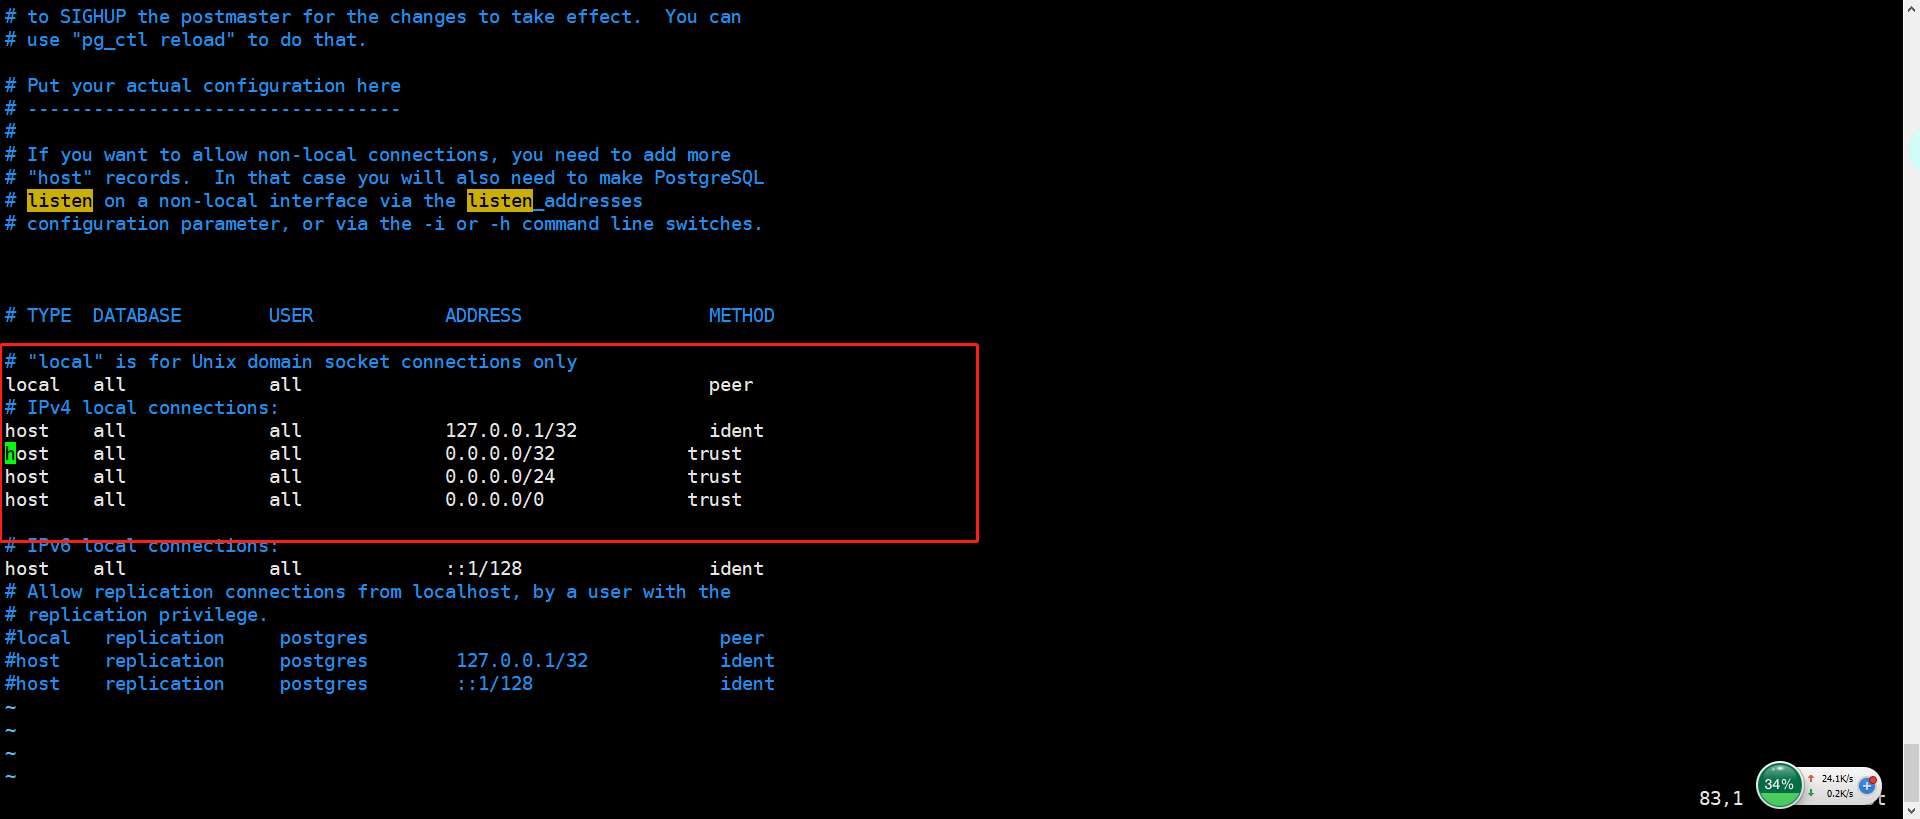 # to SIGHUP the postmaster for the changes to take effect.  You can
# use "pg_ctl reload" to do that.
# Put your actual configuration here
# ----------------------------------
#
# If you want to allow non-local connections, you need to add more
# "host" records.  In that case you will also need to make PostgreSQL
# listen on a non-local interface via the listen_addresses
# configuration parameter, or via the -i or -h command line switches.
# TYPE  DATABASE        USER            ADDRESS                 METHOD
# "local" is for Unix domain socket connections only
local   all             all                                     peer
# IPv4 local connections:
host    all             all             127.0.0.1/32            ident
host    all             all             0.0.0.0/32            trust
host    all             all             0.0.0.0/24            trust
host    all             all             0.0.0.0/0             trust
# IPv6 local connections:
host    all             all             ::1/128                 ident
# Allow replication connections from localhost, by a user with the
# replication privilege.
#local   replication     postgres                                peer
#host    replication     postgres        127.0.0.1/32            ident
#host    replication     postgres        ::1/128                 ident
~
~
~
~
83,1
34%
24.1K/s
0.2K/s